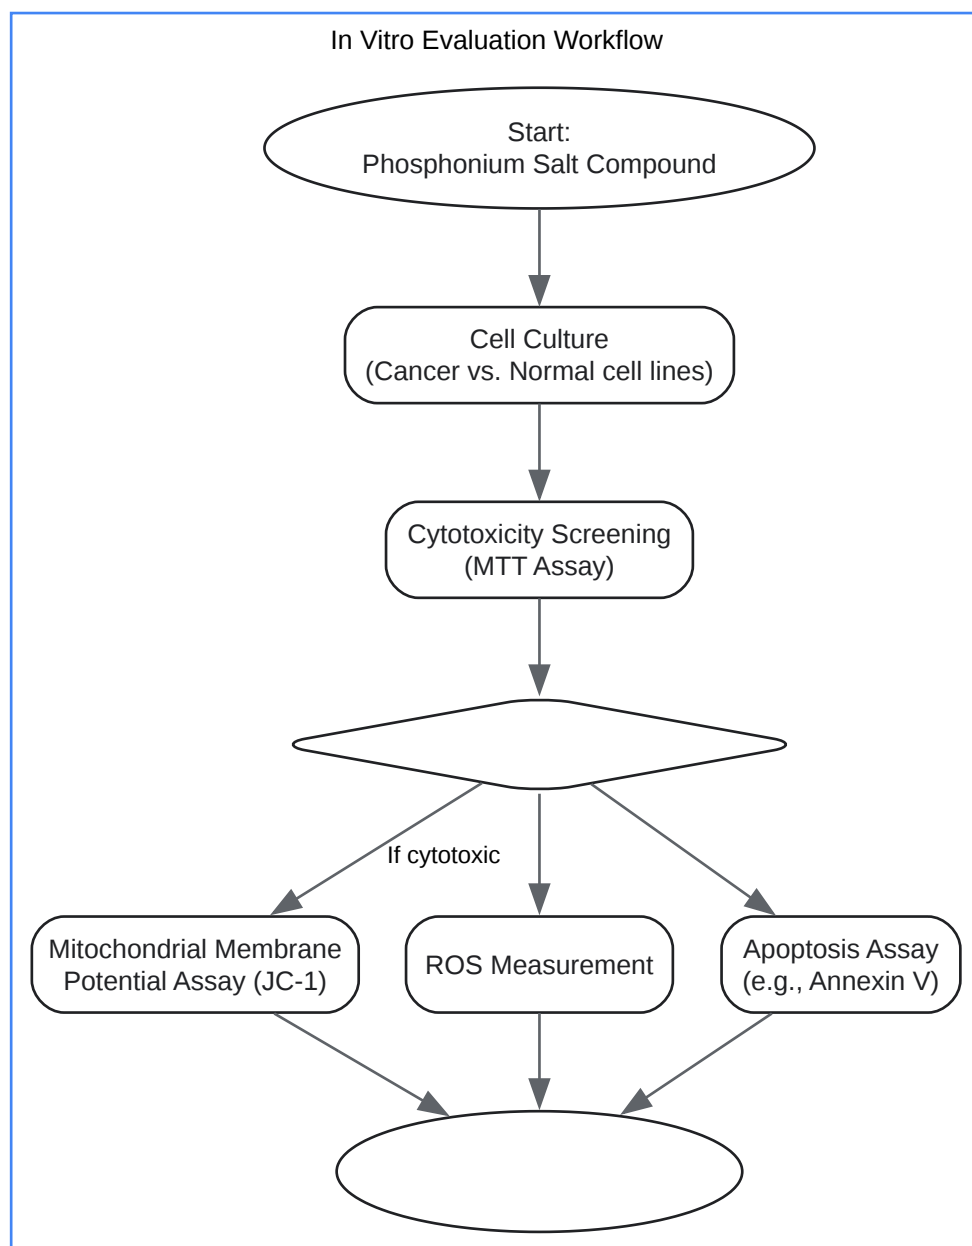 In Vitro Evaluation Workflow
Start:
Phosphonium Salt Compound
Cell Culture
(Cancer vs. Normal cell lines)
Cytotoxicity Screening
(MTT Assay)
If cytotoxic
Mitochondrial Membrane
Potential Assay (JC-1)
ROS Measurement
Apoptosis Assay
(e.g., Annexin V)